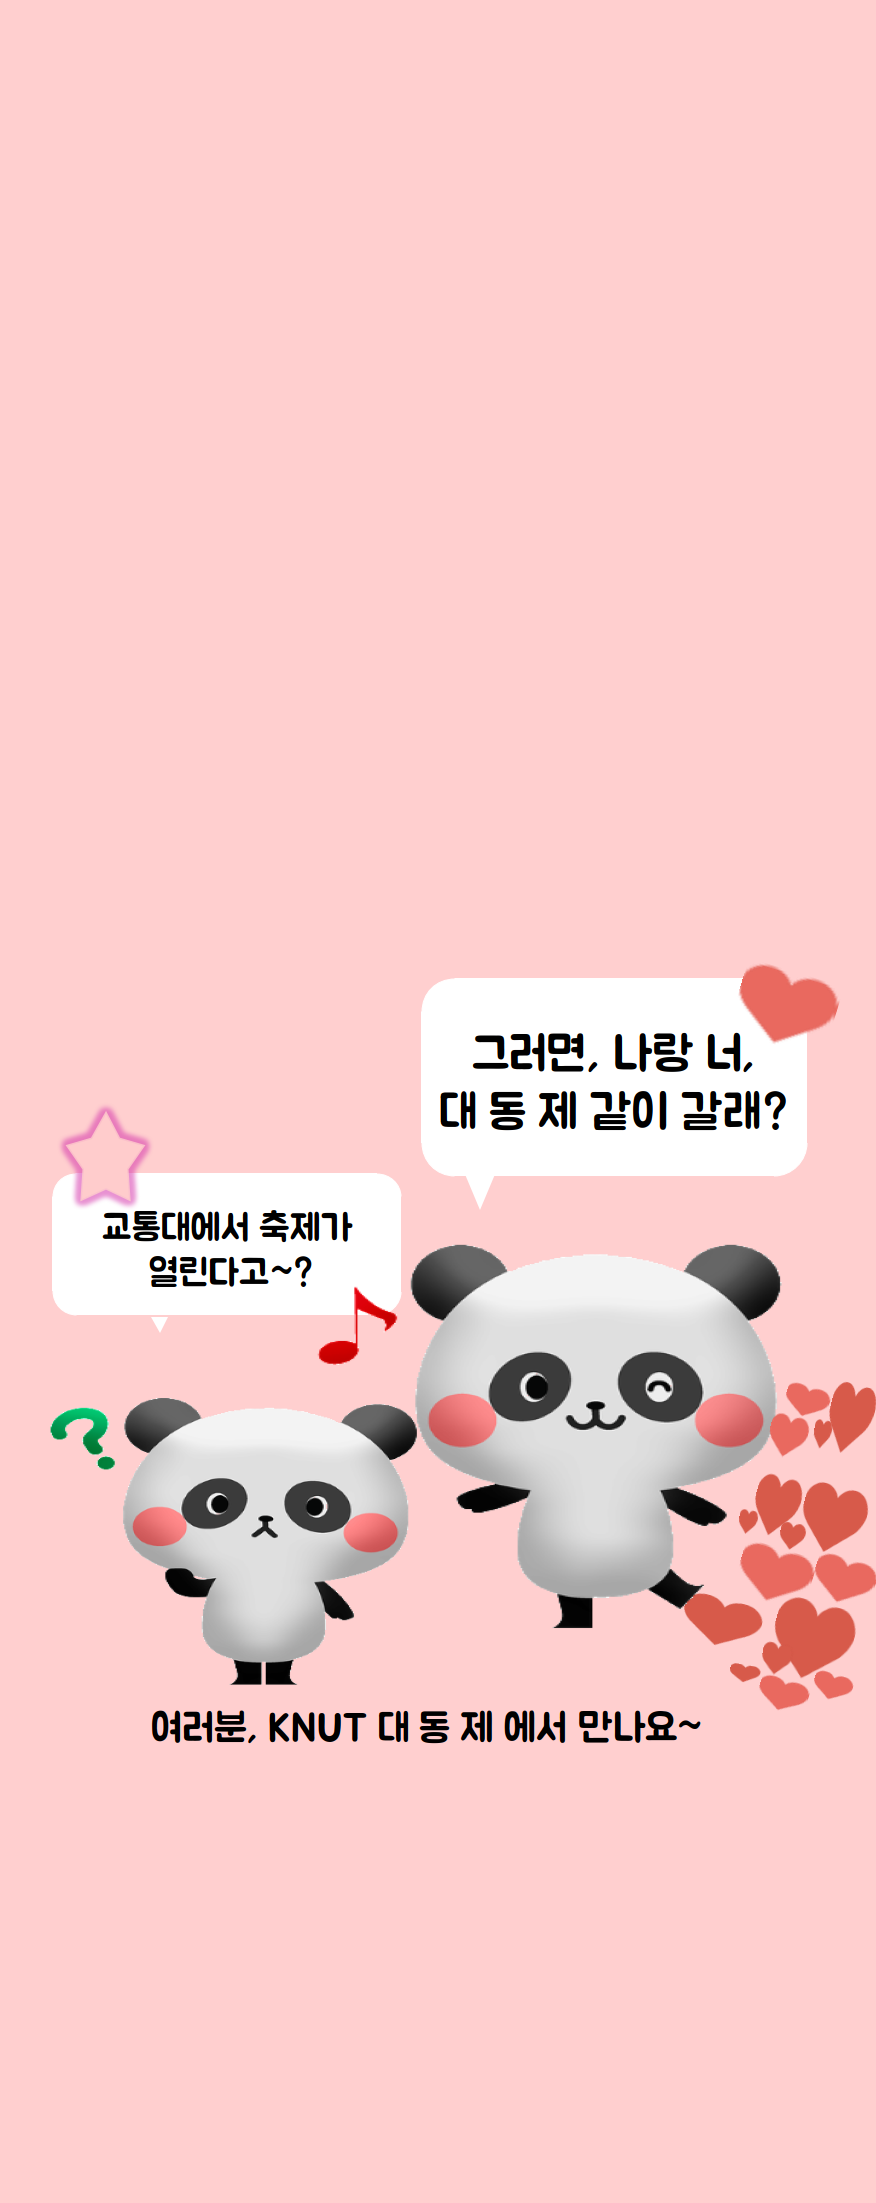 교통대에서 축제가
열린다고~?
그러면, 나랑 너,
대 동 제 같이 갈래?
?
여러분, KNUT 대 동 제 에서 만나요~